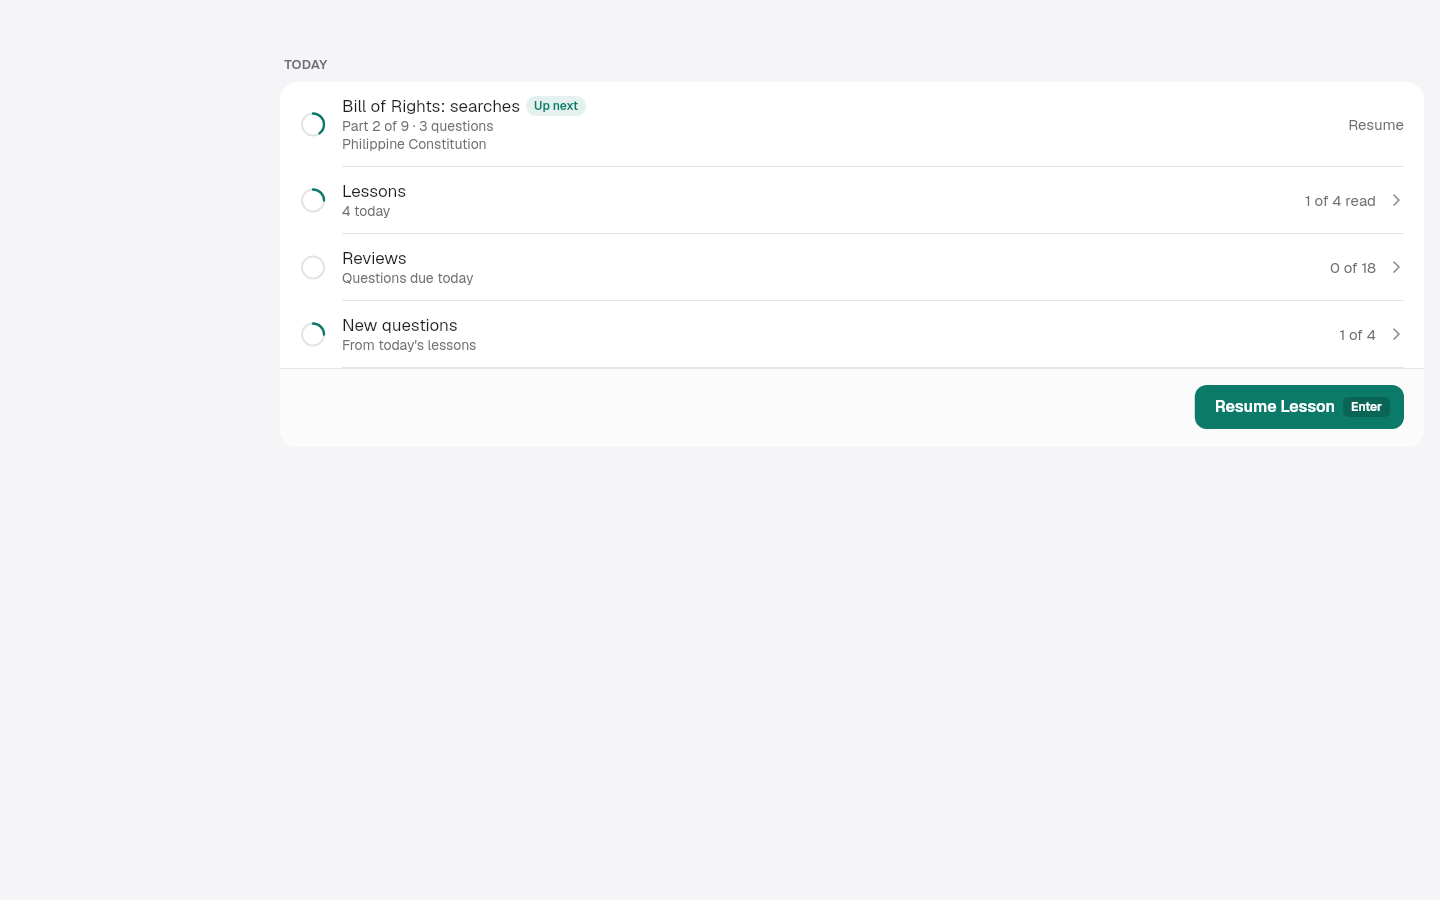 TODAY
Bill of Rights: searches Up next
Part 2 of 9 · 3 questions
Philippine Constitution
Resume
Lessons
4 today
1 of 4 read
Reviews
Questions due today
0 of 18
New questions
From today's lessons
1 of 4
Resume Lesson Enter